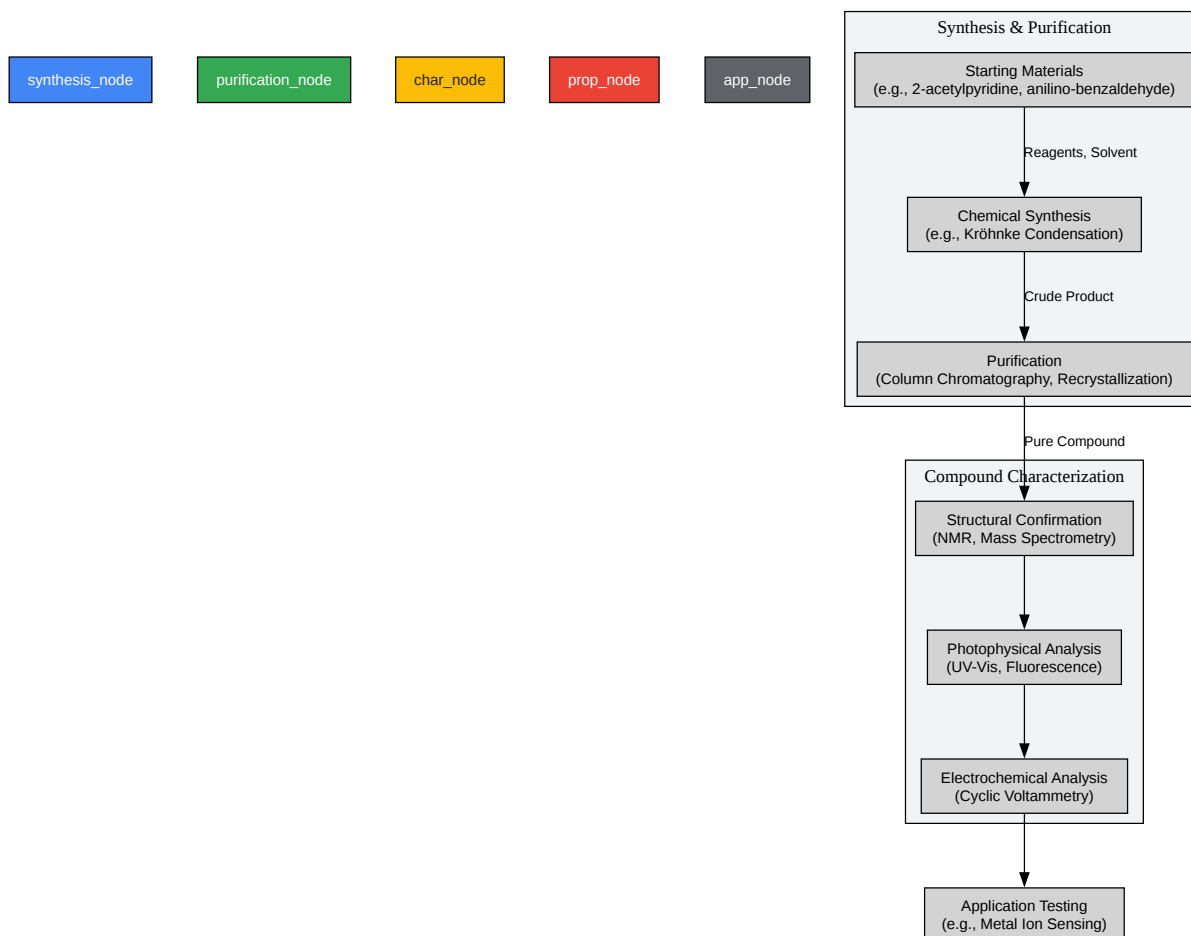 Synthesis & Purification
synthesis_node
purification_node
char_node
prop_node
app_node
Starting Materials
(e.g., 2-acetylpyridine, anilino-benzaldehyde)
Reagents, Solvent
Chemical Synthesis
(e.g., Kröhnke Condensation)
Crude Product
Purification
(Column Chromatography, Recrystallization)
Pure Compound
Compound Characterization
Structural Confirmation
(NMR, Mass Spectrometry)
Photophysical Analysis
(UV-Vis, Fluorescence)
Electrochemical Analysis
(Cyclic Voltammetry)
Application Testing
(e.g., Metal Ion Sensing)